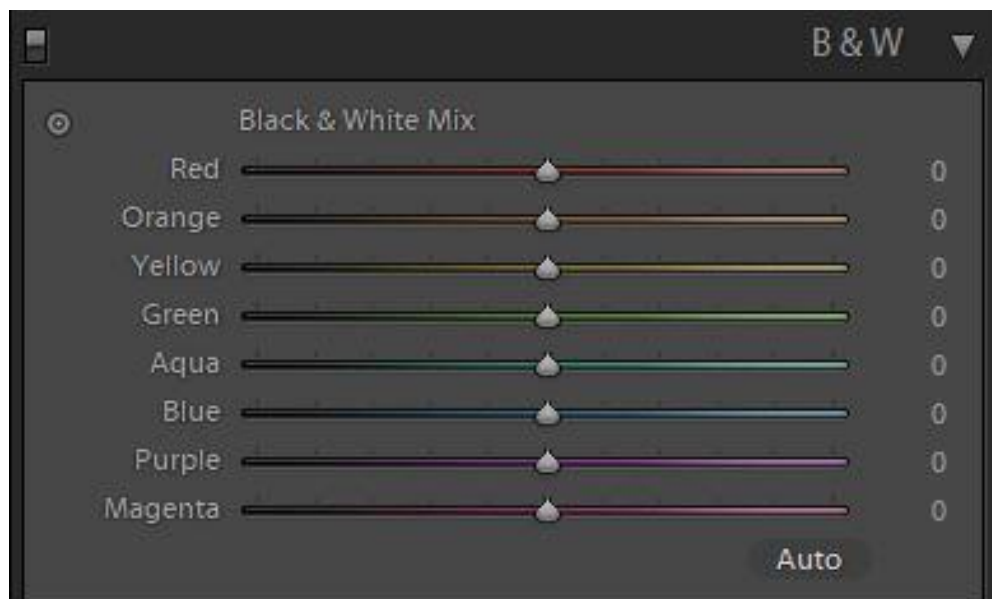 B & W
Black & White Mix
Red 0
Orange 0
Yellow 0
Green 0
Aqua 0
Blue 0
Purple 0
Magenta 0
Auto